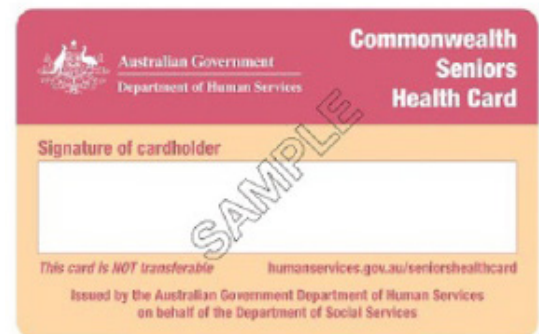 Australian Government
Department of Human Services
Commonwealth
Seniors
Health Card
Signature of cardholder
SAMPLE
This card is NOT transferable
humanservices.gov.au/seniorshealthcard
Issued by the Australian Government Department of Human Services
on behalf of the Department of Social Services